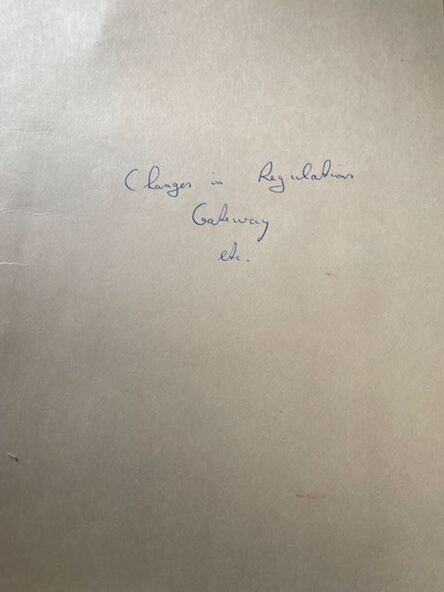 Changes in Regulations
Gateway
etc.